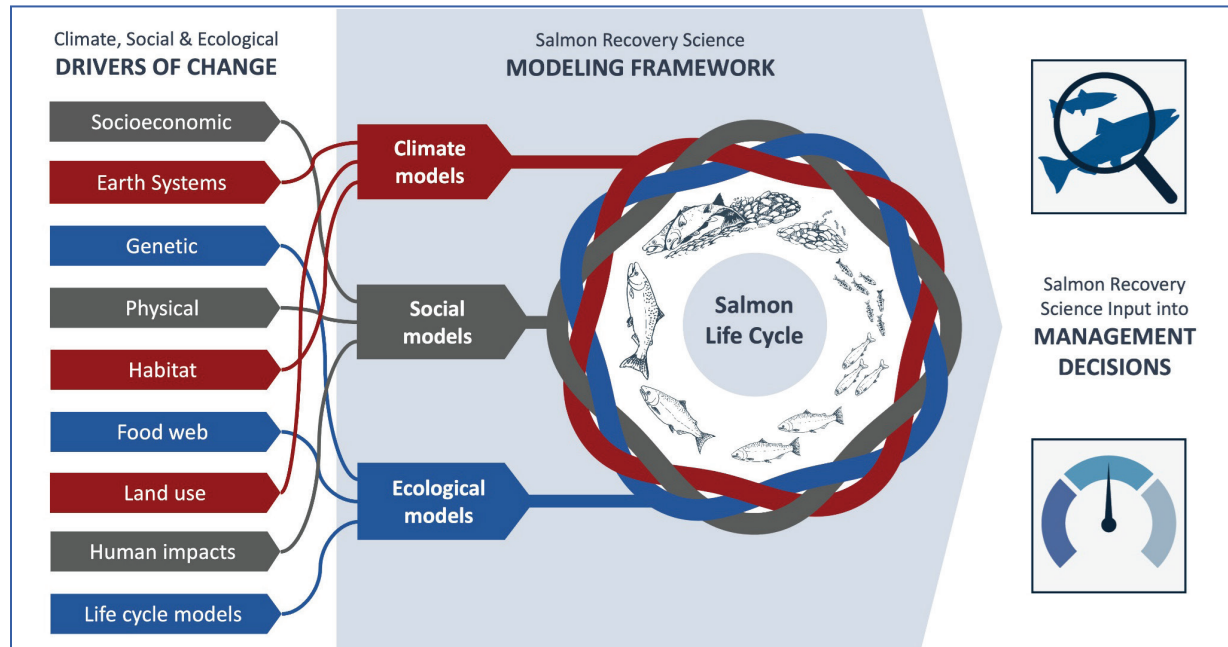 Climate, Social & Ecological
DRIVERS OF CHANGE
Socioeconomic
Earth Systems
Genetic
Physical
Habitat
Food web
Land use
Human impacts
Life cycle models
Salmon Recovery Science
MODELING FRAMEWORK
Climate
models
Social
models
Ecological
models
Salmon
Life Cycle
Salmon Recovery
Science Input into
MANAGEMENT
DECISIONS